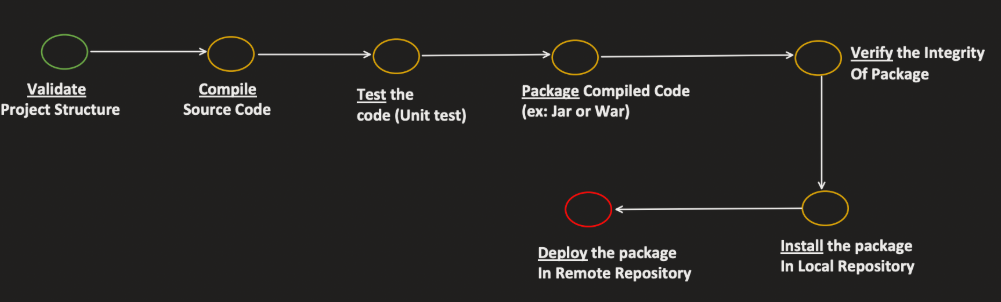 Validate
Project Structure
Compile
Source Code
Test the
code (Unit test)
Package Compiled Code
(ex: Jar or War)
Verify the Integrity
Of Package
Deploy the package
In Remote Repository
Install the package
In Local Repository